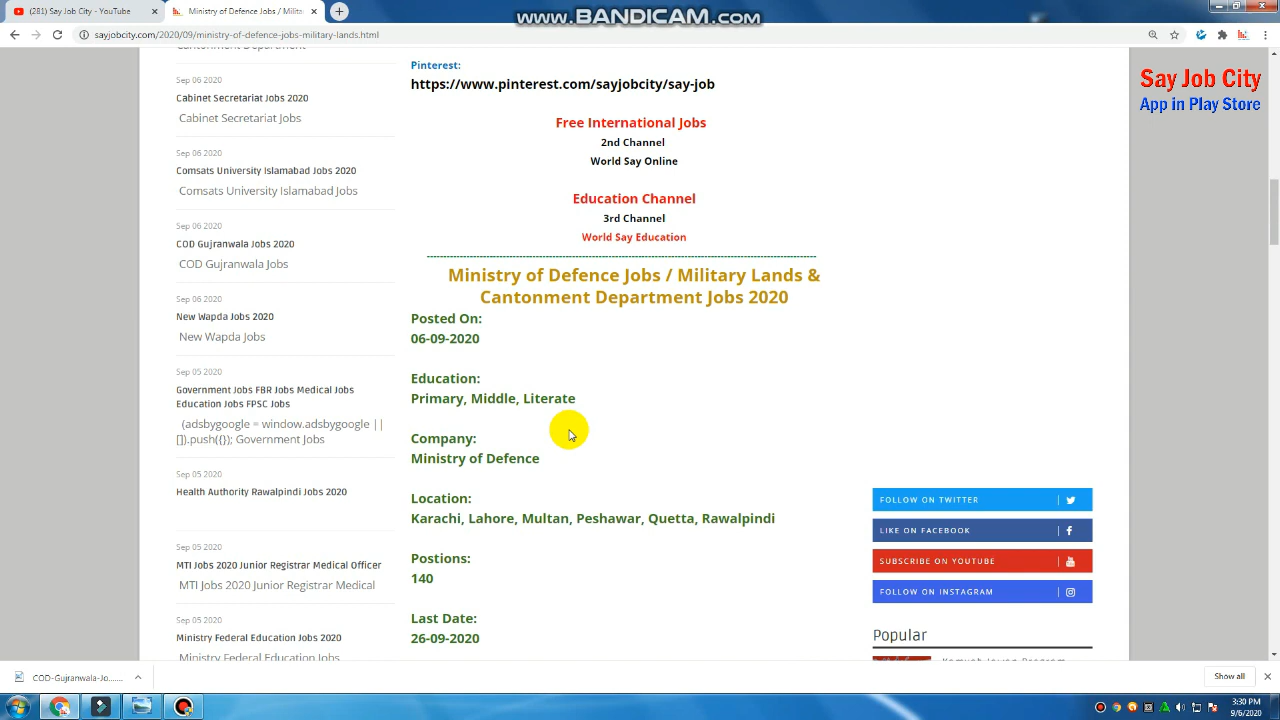 (281) Say Job City - YouTube
Ministry of Defence Jobs / Militar
www.BANDICAM.com
sayjobcity.com/2020/09/ministry-of-defence-jobs-military-lands.html
Cantonment Department
Sep 06 2020
Cabinet Secretariat Jobs 2020
Cabinet Secretariat Jobs
Sep 06 2020
Comsats University Islamabad Jobs 2020
Comsats University Islamabad Jobs
Sep 06 2020
COD Gujranwala Jobs 2020
COD Gujranwala Jobs
Sep 06 2020
New Wapda Jobs 2020
New Wapda Jobs
Sep 05 2020
Government Jobs FBR Jobs Medical Jobs
Education Jobs FPSC Jobs
(adsbygoogle = window.adsbygoogle ||
[]).push({}); Government Jobs
Sep 05 2020
Health Authority Rawalpindi Jobs 2020
Sep 05 2020
MTI Jobs 2020 Junior Registrar Medical Officer
MTI Jobs 2020 Junior Registrar Medical
Sep 05 2020
Ministry Federal Education Jobs 2020
Ministry Federal Education Jobs
Pinterest:
https://www.pinterest.com/sayjobcity/say-job
Free International Jobs
2nd Channel
World Say Online
Education Channel
3rd Channel
World Say Education
Ministry of Defence Jobs / Military Lands &
Cantonment Department Jobs 2020
Posted On:
06-09-2020
Education:
Primary, Middle, Literate
Company:
Ministry of Defence
Location:
Karachi, Lahore, Multan, Peshawar, Quetta, Rawalpindi
Postions:
140
Last Date:
26-09-2020
Say Job City
App in Play Store
FOLLOW ON TWITTER
LIKE ON FACEBOOK
SUBSCRIBE ON YOUTUBE
FOLLOW ON INSTAGRAM
Popular
COD-Gujranwala-Jo....
Show all
3:30 PM
9/6/2020